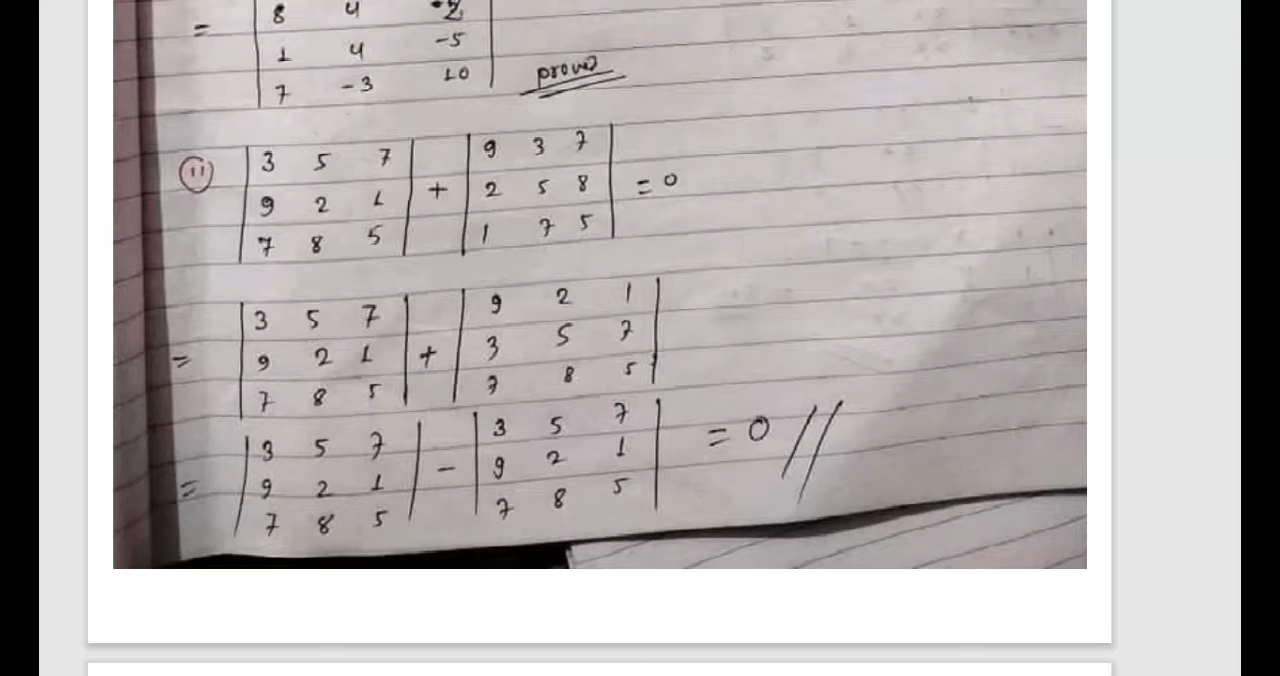 8 4 -2
= 1 4 -5
7 -3 10 proved
(ii) | 3 5 7 | + | 9 3 7 | = 0
| 9 2 1 | | 2 5 8 |
| 7 8 5 | | 1 7 5 |
= | 3 5 7 | + | 9 2 1 |
| 9 2 1 | | 3 5 7 |
| 7 8 5 | | 7 8 5 |
= | 3 5 7 | - | 3 5 7 | = 0 //
| 9 2 1 | | 9 2 1 |
| 7 8 5 | | 7 8 5 |